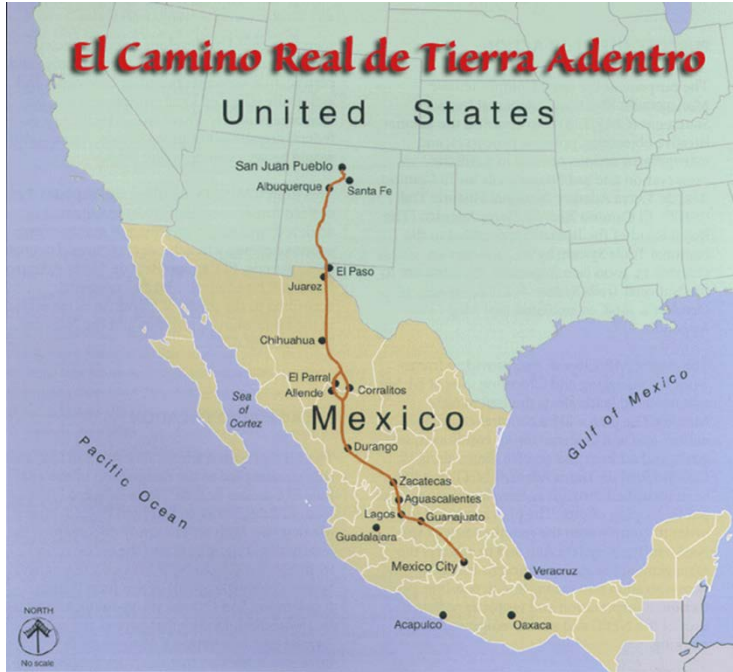 El Camino Real de Tierra Adentro
United States
San Juan Pueblo
Albuquerque
Santa Fe
El Paso
Juarez
Chihuahua
El Parral
Allende
Corralitos
Sea
of
Cortez
Mexico
Gulf of Mexico
Pacific Ocean
Durango
Zacatecas
Aguascalientes
Lagos
Guanajuato
Guadalajara
Mexico City
Veracruz
Acapulco
Oaxaca
NORTH
No scale